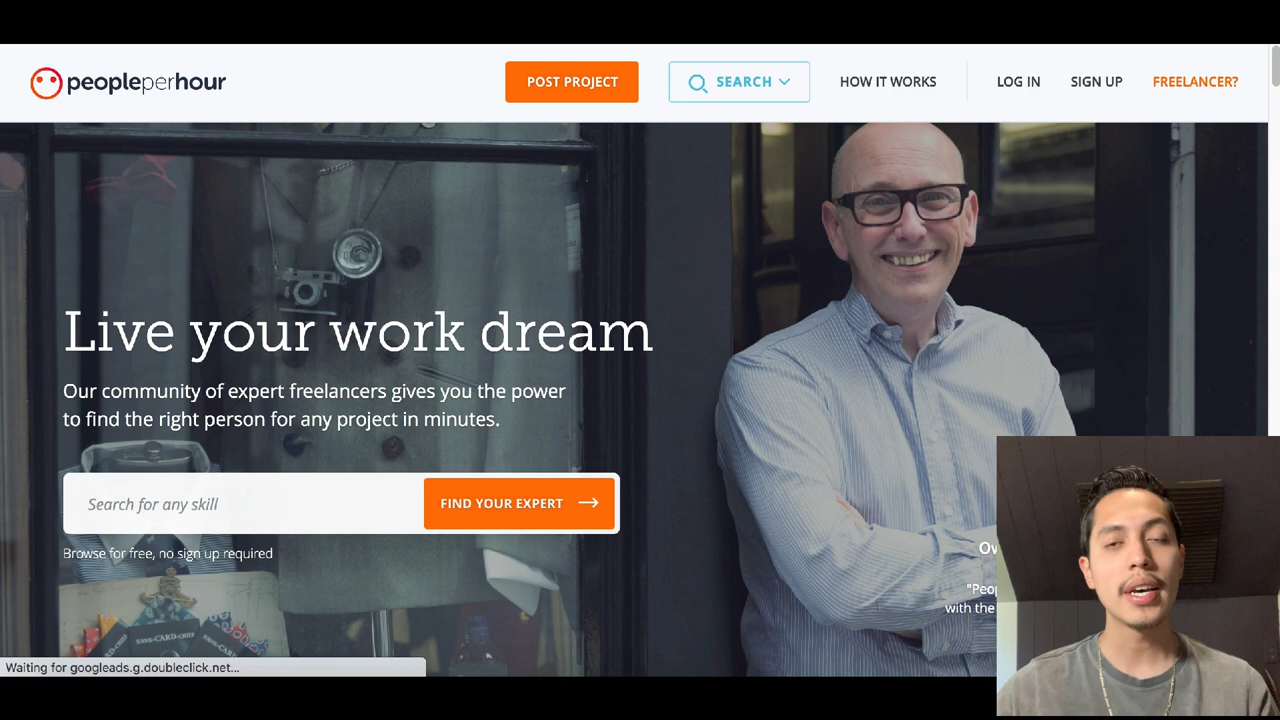 peopleperhour
POST PROJECT
SEARCH
HOW IT WORKS
LOG IN
SIGN UP
FREELANCER?
Live your work dream
Our community of expert freelancers gives you the power
to find the right person for any project in minutes.
Search for any skill
FIND YOUR EXPERT
Browse for free, no sign up required
with the
Waiting for googleads.g.doubleclick.net...